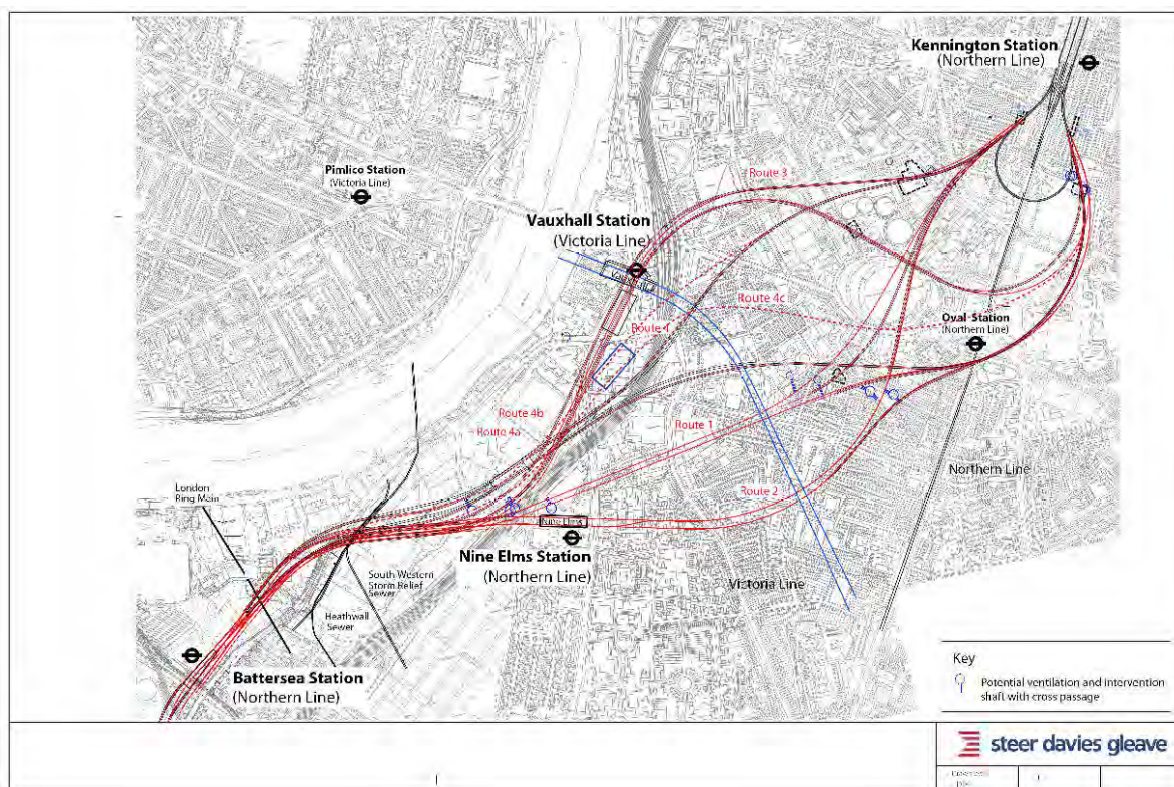 Kennington Station
(Northern Line)
Pimlico Station
(Victoria Line)
Route 3
Vauxhall Station
(Victoria Line)
Route 4c
Oval Station
(Northern Line)
Route 4b
Route 4a
Route 1
Northern Line
Route 2
London
Ring Main
Nine Elms
Nine Elms Station
(Northern Line)
South Western
Storm Relief
Sewer
Victoria Line
Heathwall
Sewer
Battersea Station
(Northern Line)
Key
Potential ventilation and intervention
shaft with cross passage
steer davies gleave